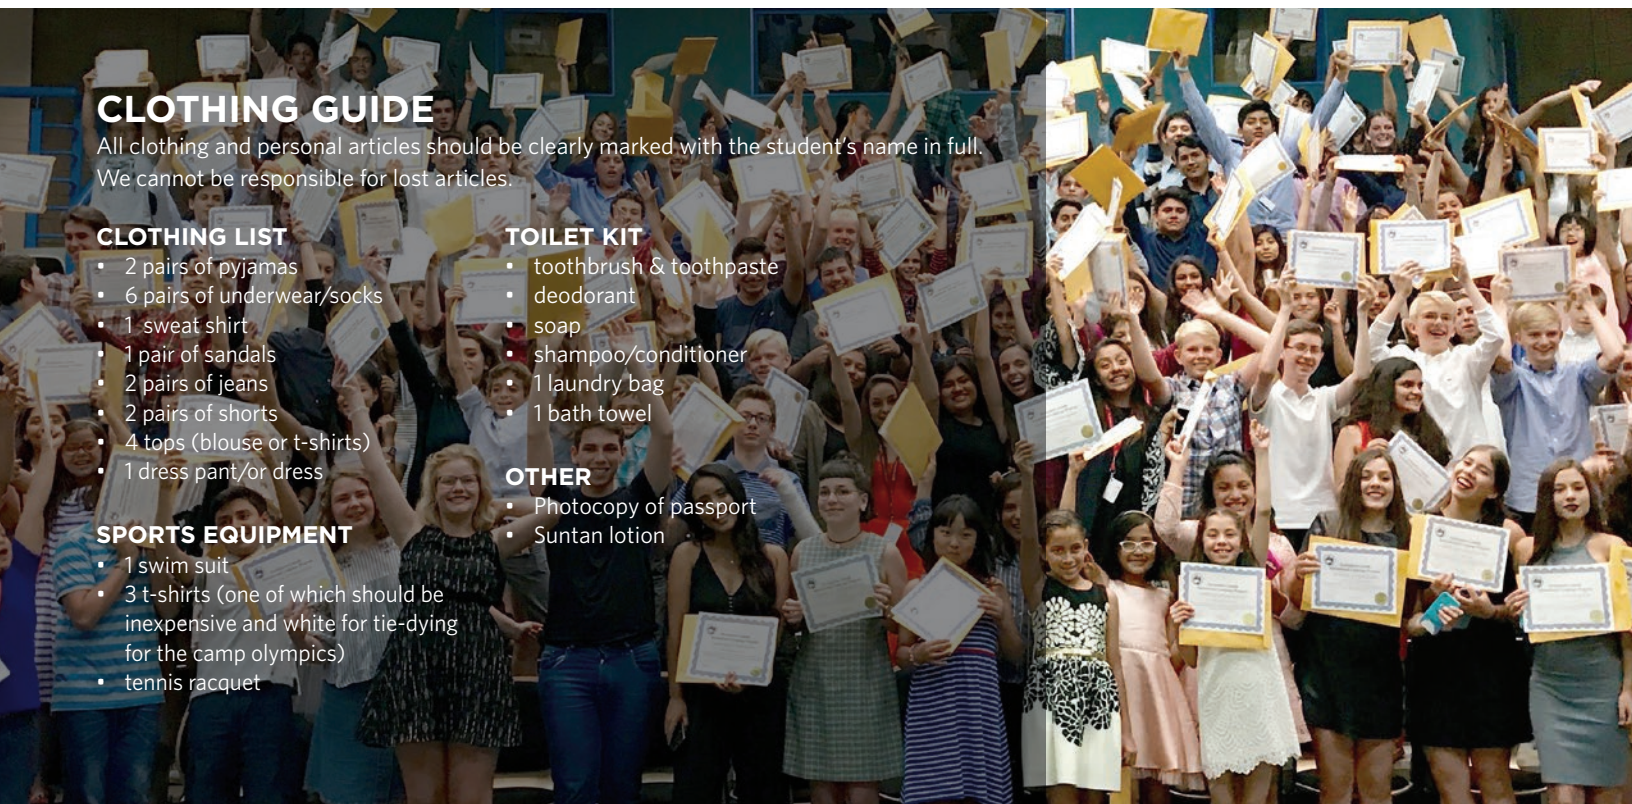 CLOTHING GUIDE
All clothing and personal articles should be clearly marked with the student's name in full.
We cannot be responsible for lost articles.
CLOTHING LIST
• 2 pairs of pyjamas
• 6 pairs of underwear/socks
• 1 sweat shirt
• 1 pair of sandals
• 2 pairs of jeans
• 2 pairs of shorts
• 4 tops (blouse or t-shirts)
• 1 dress pant/or dress
SPORTS EQUIPMENT
• 1 swim suit
• 3 t-shirts (one of which should be
inexpensive and white for tie-dying
for the camp olympics)
• tennis racquet
TOILET KIT
• toothbrush & toothpaste
• deodorant
• soap
• shampoo/conditioner
• 1 laundry bag
• 1 bath towel
OTHER
• Photocopy of passport
• Suntan lotion